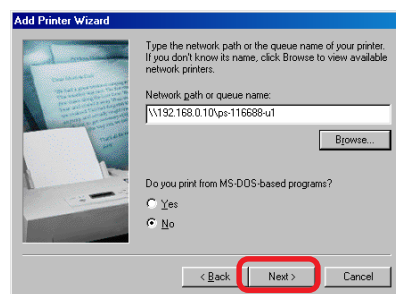 Add Printer Wizard
Type the network path or the queue name of your printer.
If you don't know its name, click Browse to view available
network printers.
Network path or queue name:
\\192.168.0.10\ps-116688-u1
Browse...
Do you print from MS-DOS-based programs?
Yes
No
< Back
Next >
Cancel